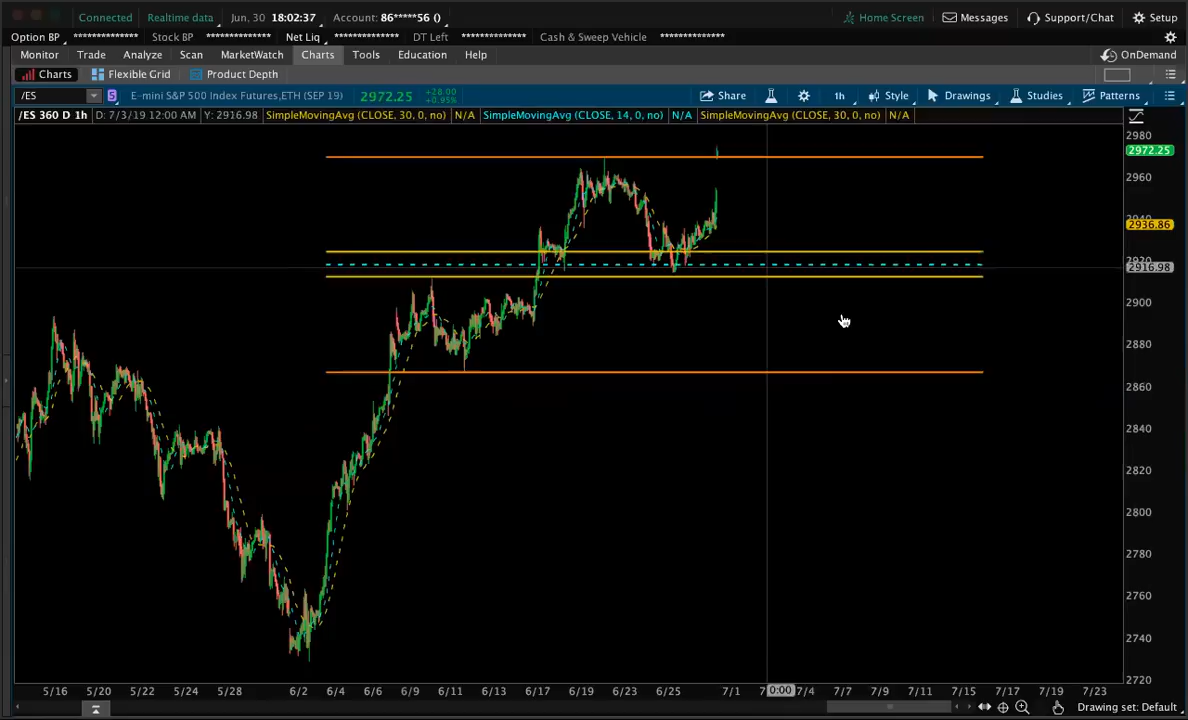 Connected Realtime data Jun, 30 18:02:37 Account: 86*****56 () Home Screen Messages Support/Chat Setup
Option BP ************** Stock BP ************** Net Liq ************** DT Left ************** Cash & Sweep Vehicle **************
Monitor Trade Analyze Scan MarketWatch Charts Tools Education Help OnDemand
Charts Flexible Grid Product Depth
/ES S E-mini S&P 500 Index Futures,ETH (SEP 19) 2972.25 +28.00 +0.95% Share 1h Style Drawings Studies Patterns
/ES 360 D 1h D: 7/3/19 12:00 AM Y: 2916.98 SimpleMovingAvg (CLOSE, 30, 0, no) N/A SimpleMovingAvg (CLOSE, 14, 0, no) N/A SimpleMovingAvg (CLOSE, 30, 0, no) N/A
2980
2972.25
2960
2936.86
2916.98
2900
2880
2860
2840
2820
2800
2780
2760
2740
2720
5/16 5/20 5/22 5/24 5/28 6/2 6/4 6/6 6/9 6/11 6/13 6/17 6/19 6/23 6/25 7/1 0:00 7/4 7/7 7/9 7/11 7/15 7/17 7/19 7/23
Drawing set: Default